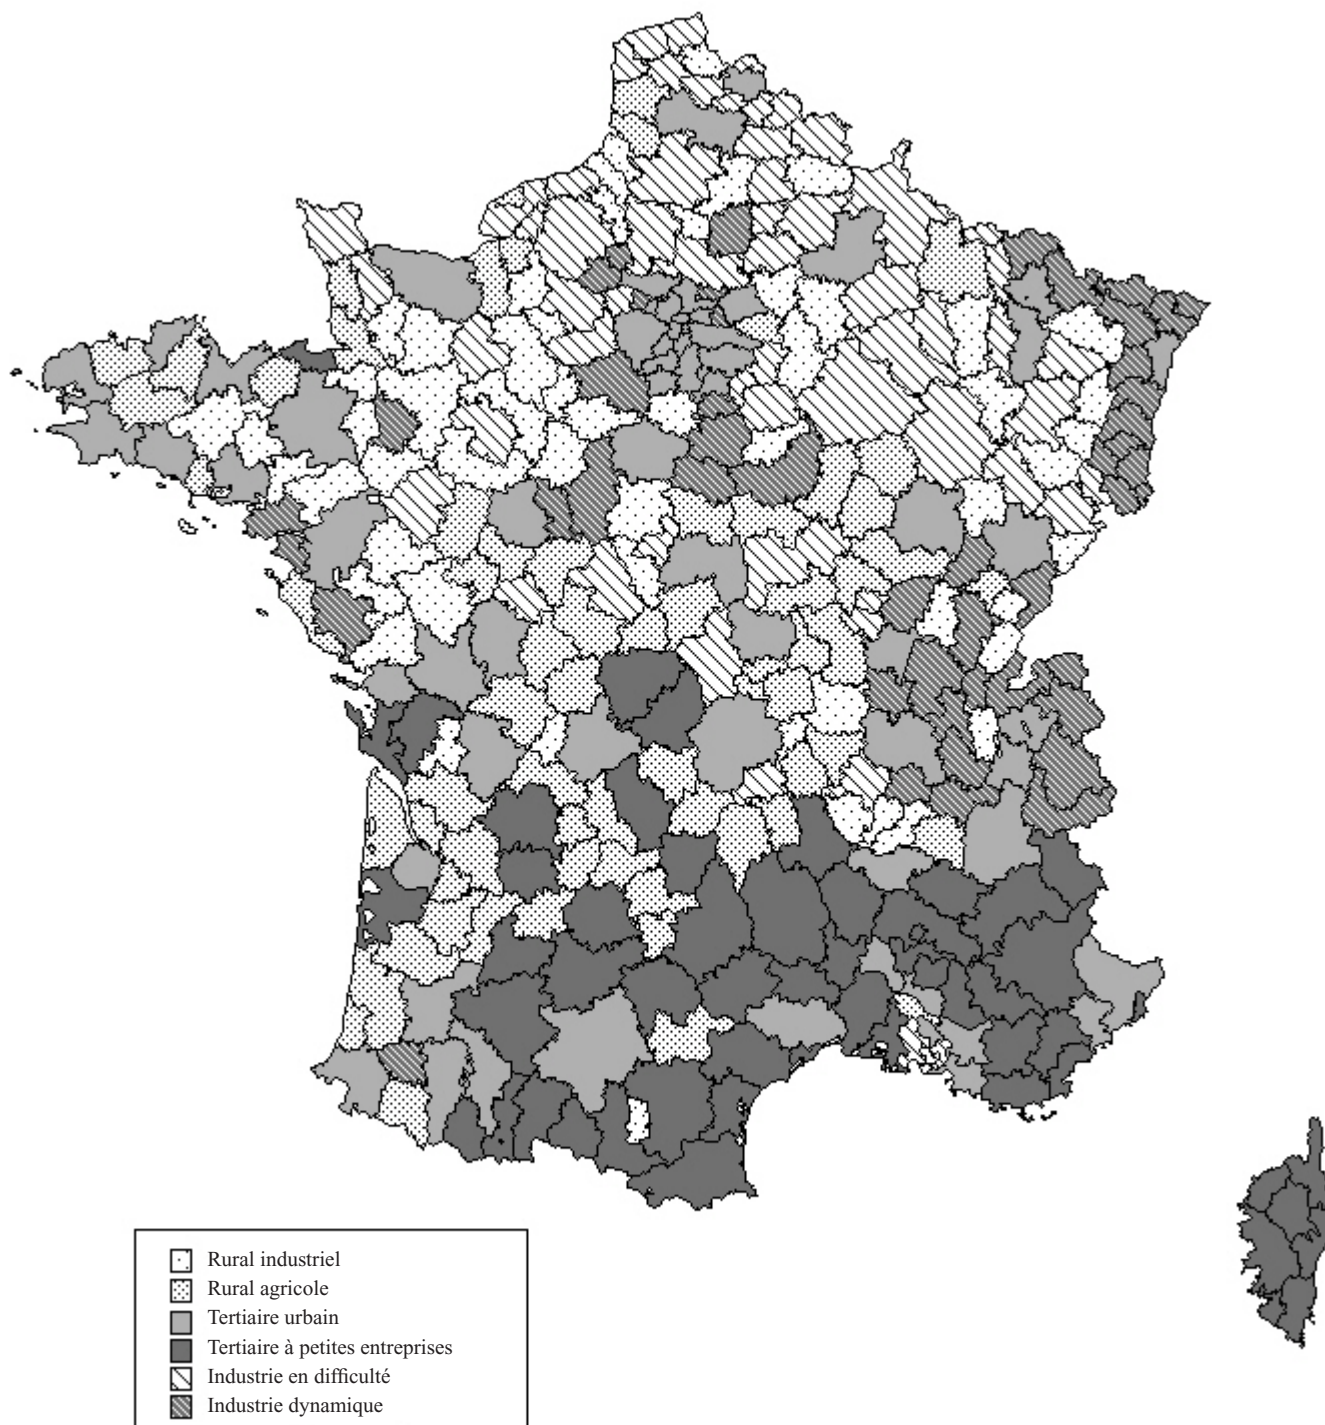 Rural industriel
Rural agricole
Tertiaire urbain
Tertiaire à petites entreprises
Industrie en difficulté
Industrie dynamique